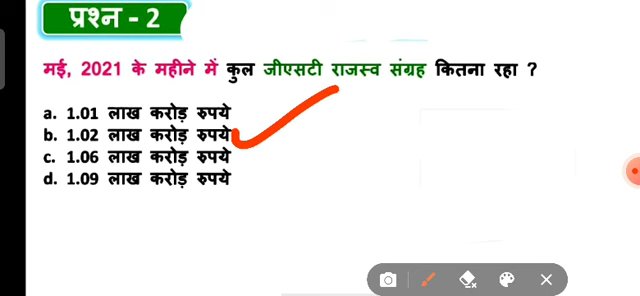 प्रश्न - 2
मई, 2021 के महीने में कुल जीएसटी राजस्व संग्रह कितना रहा ?
a. 1.01 लाख करोड़ रुपये
b. 1.02 लाख करोड़ रुपये
c. 1.06 लाख करोड़ रुपये
d. 1.09 लाख करोड़ रुपये